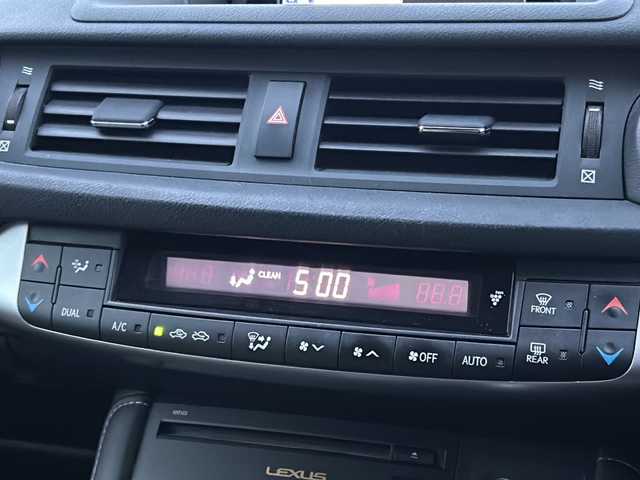 CLEAN 5:00
FRONT
DUAL
A/C
OFF
AUTO
REAR
LEXUS